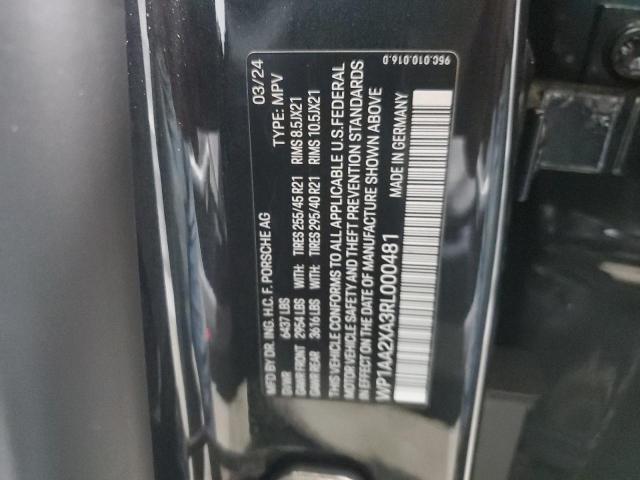 MFD BY DR. ING. H.C. F. PORSCHE AG 03/24
GVWR 6437 LBS TYPE: MPV
GAWR FRONT 2954 LBS WITH: TIRES 255/45 R21 RIMS 8.5JX21
GAWR REAR 3616 LBS WITH: TIRES 295/40 R21 RIMS 10.5JX21
THIS VEHICLE CONFORMS TO ALL APPLICABLE U.S. FEDERAL
MOTOR VEHICLE SAFETY AND THEFT PREVENTION STANDARDS
IN EFFECT ON THE DATE OF MANUFACTURE SHOWN ABOVE
MADE IN GERMANY
WP1AA2XA3RL000481
95C.010.016.D